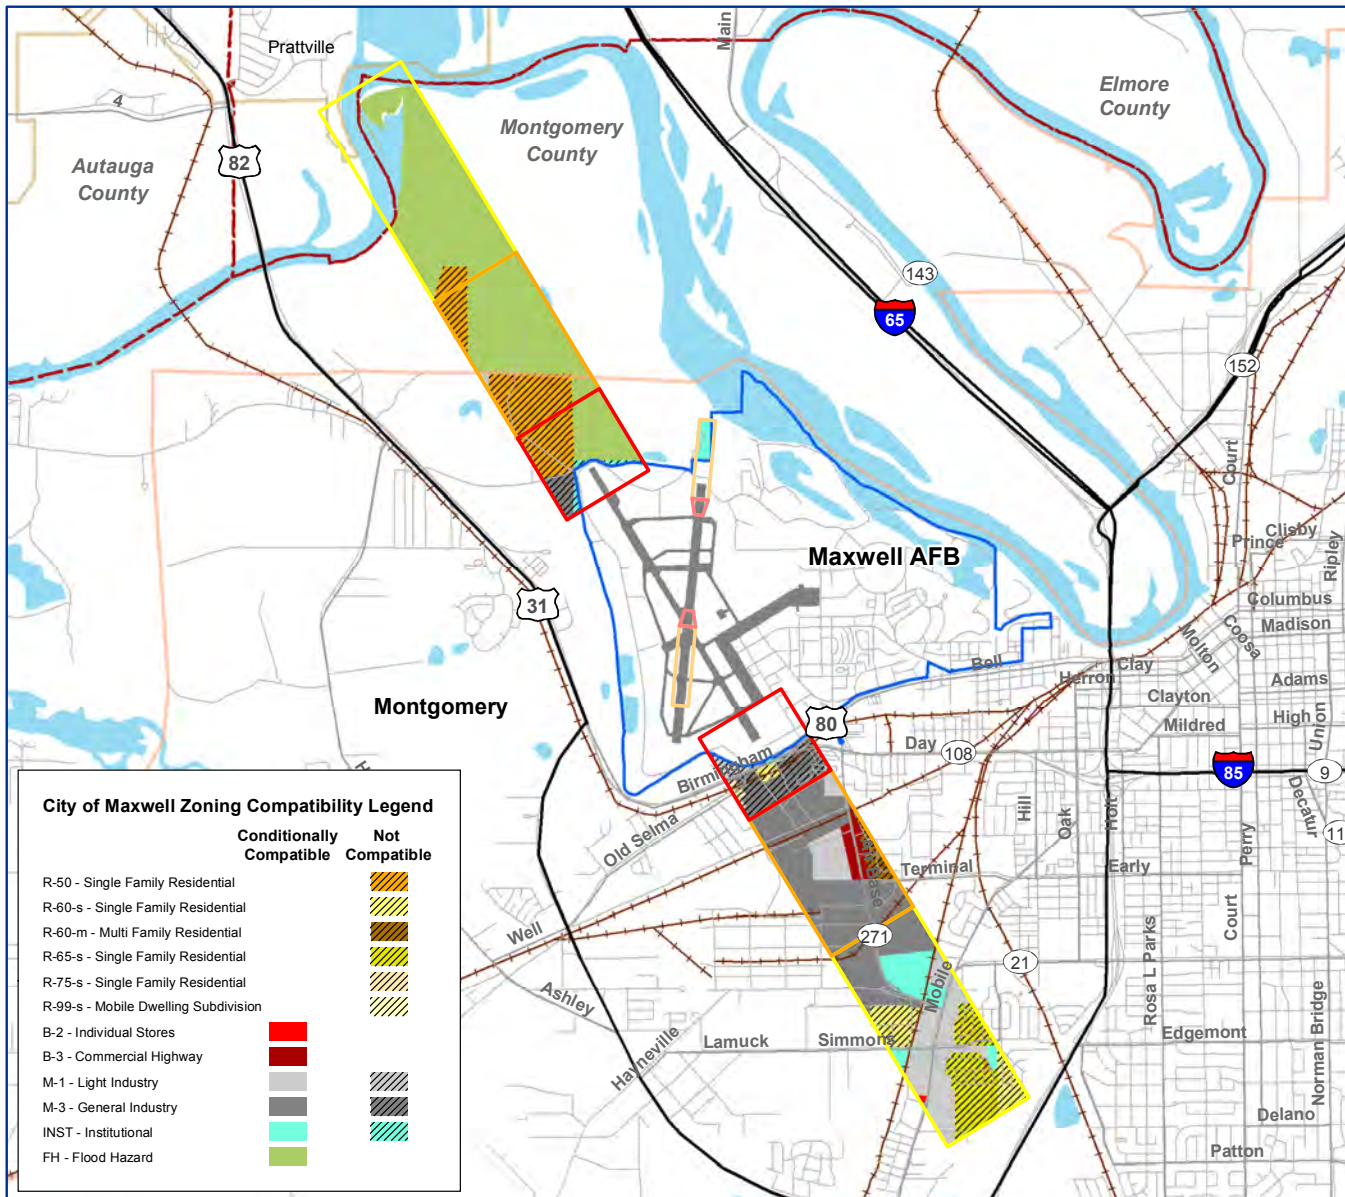 Prattville
Main
4
Montgomery
County
Elmore
County
82
Autauga
County
143
65
152
Court
Maxwell AFB
Clisby
Prince
Ripley
31
Columbus
Madison
Coosa
Molton
Bell
Clay
Herron
Adams
Clayton
Montgomery
80
Mildred
High
Union
Day
108
85
9
Birmingham
Decatur
11
Hill
Oak
Holt
Perry
Old Selma
Terminal
Early
Base
Well
271
21
Rosa L Parks
Court
Norman Bridge
Ashley
Mobile
Hayneville
Lamuck
Simmons
Edgemont
Delano
Patton
H
City of Maxwell Zoning Compatibility Legend
Conditionally Not
Compatible Compatible
R-50 - Single Family Residential
R-60-s - Single Family Residential
R-60-m - Multi Family Residential
R-65-s - Single Family Residential
R-75-s - Single Family Residential
R-99-s - Mobile Dwelling Subdivision
B-2 - Individual Stores
B-3 - Commercial Highway
M-1 - Light Industry
M-3 - General Industry
INST - Institutional
FH - Flood Hazard